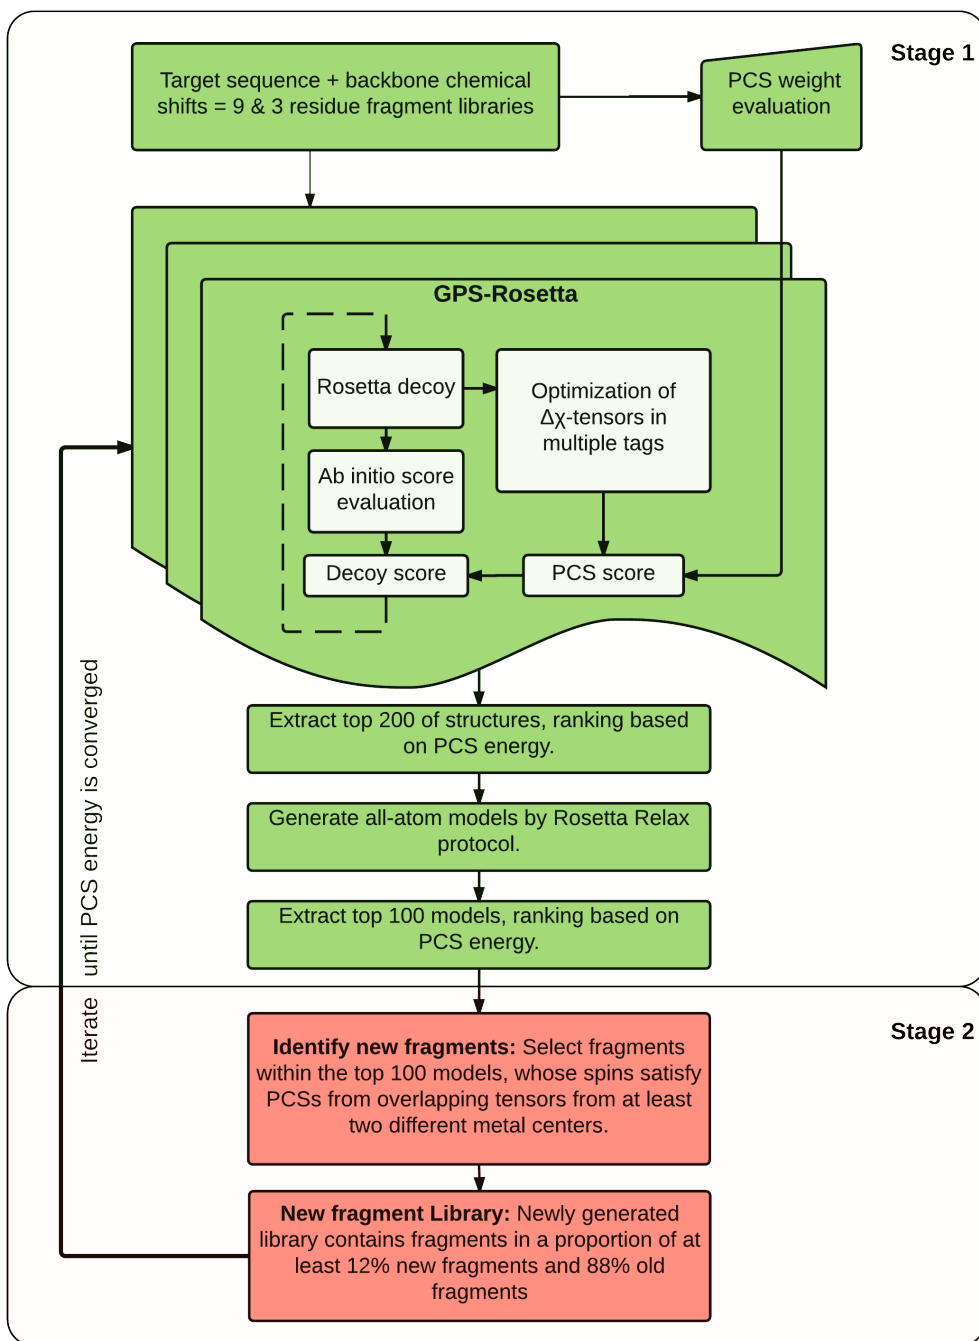 Stage 1
Target sequence + backbone chemical
shifts = 9 & 3 residue fragment libraries
PCS weight
evaluation
GPS-Rosetta
Rosetta decoy
Optimization of
Δχ-tensors in
multiple tags
Ab initio score
evaluation
Decoy score
PCS score
Extract top 200 of structures, ranking based
on PCS energy.
Generate all-atom models by Rosetta Relax
protocol.
Extract top 100 models, ranking based on
PCS energy.
Iterate until PCS energy is converged
Stage 2
Identify new fragments: Select fragments
within the top 100 models, whose spins satisfy
PCSs from overlapping tensors from at least
two different metal centers.
New fragment Library: Newly generated
library contains fragments in a proportion of at
least 12% new fragments and 88% old
fragments